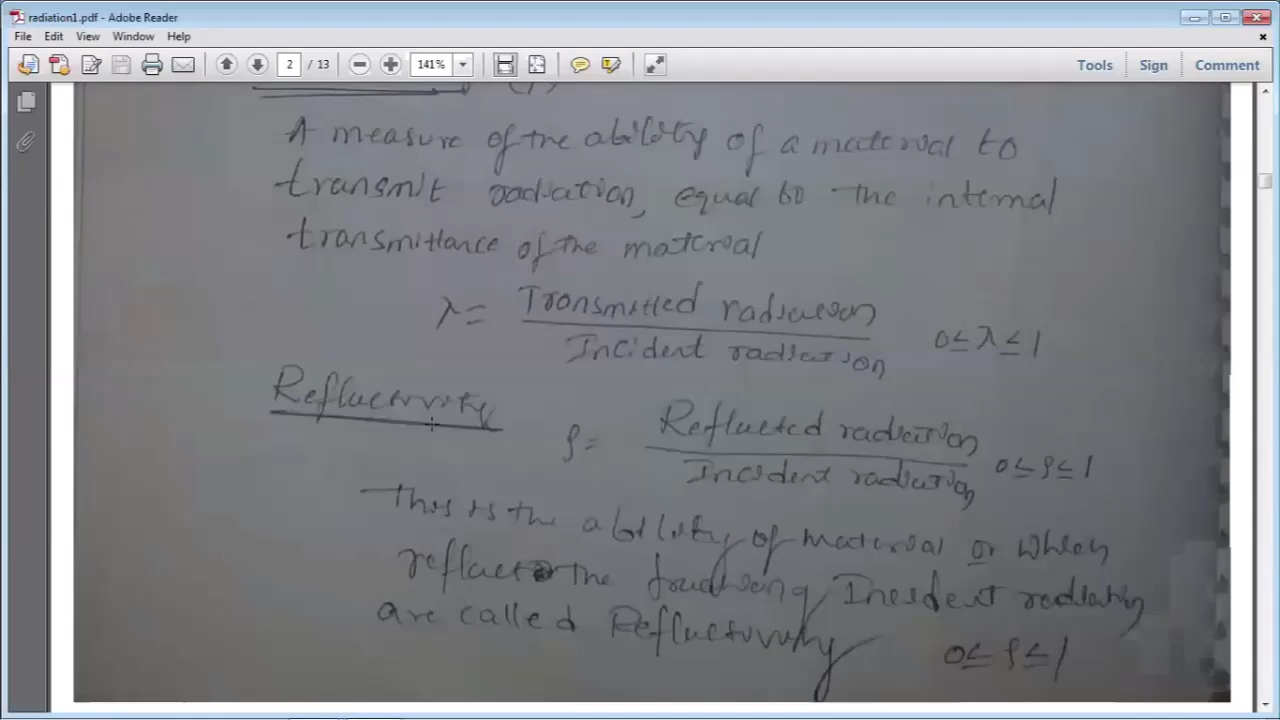 radiation1.pdf - Adobe Reader
File Edit View Window Help
2 / 13 141% Tools Sign Comment
A measure of the ability of a material to
transmit radiation, equal to the internal
transmittance of the material
λ = Transmitted radiation
Incident radiation 0 ≤ λ ≤ 1
Reflectivity
ρ = Reflected radiation
Incident radiation 0 ≤ ρ ≤ 1
This is the ability of material or which
reflect the Incident radiation
are called Reflectivity
0 ≤ ρ ≤ 1